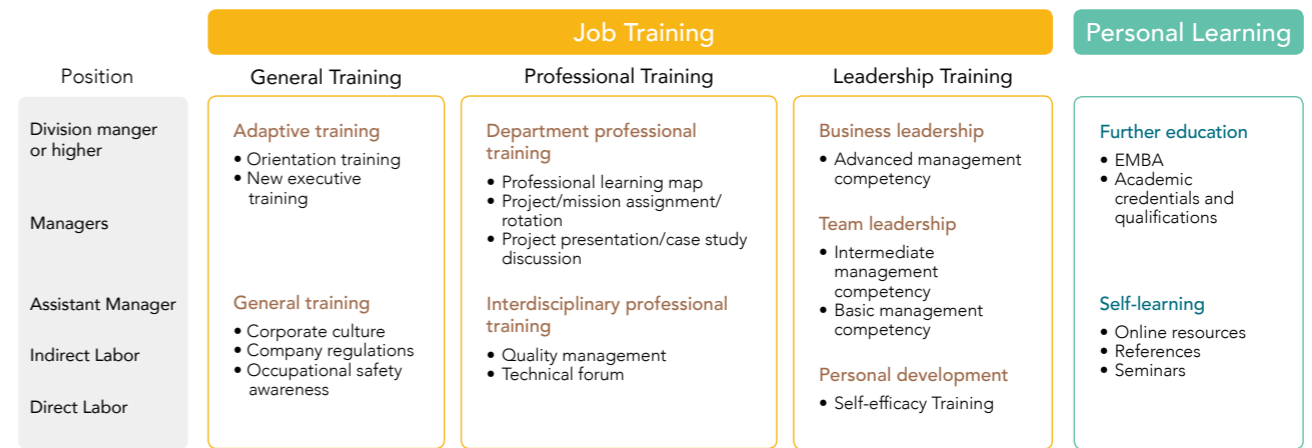 Job Training
Personal Learning
Position
General Training
Professional Training
Leadership Training
Division manger
or higher
Managers
Assistant Manager
Indirect Labor
Direct Labor
Adaptive training
• Orientation training
• New executive
training
General training
• Corporate culture
• Company regulations
• Occupational safety
awareness
Department professional
training
• Professional learning map
• Project/mission assignment/
rotation
• Project presentation/case study
discussion
Interdisciplinary professional
training
• Quality management
• Technical forum
Business leadership
• Advanced management
competency
Team leadership
• Intermediate
management
competency
• Basic management
competency
Personal development
• Self-efficacy Training
Further education
• EMBA
• Academic
credentials and
qualifications
Self-learning
• Online resources
• References
• Seminars